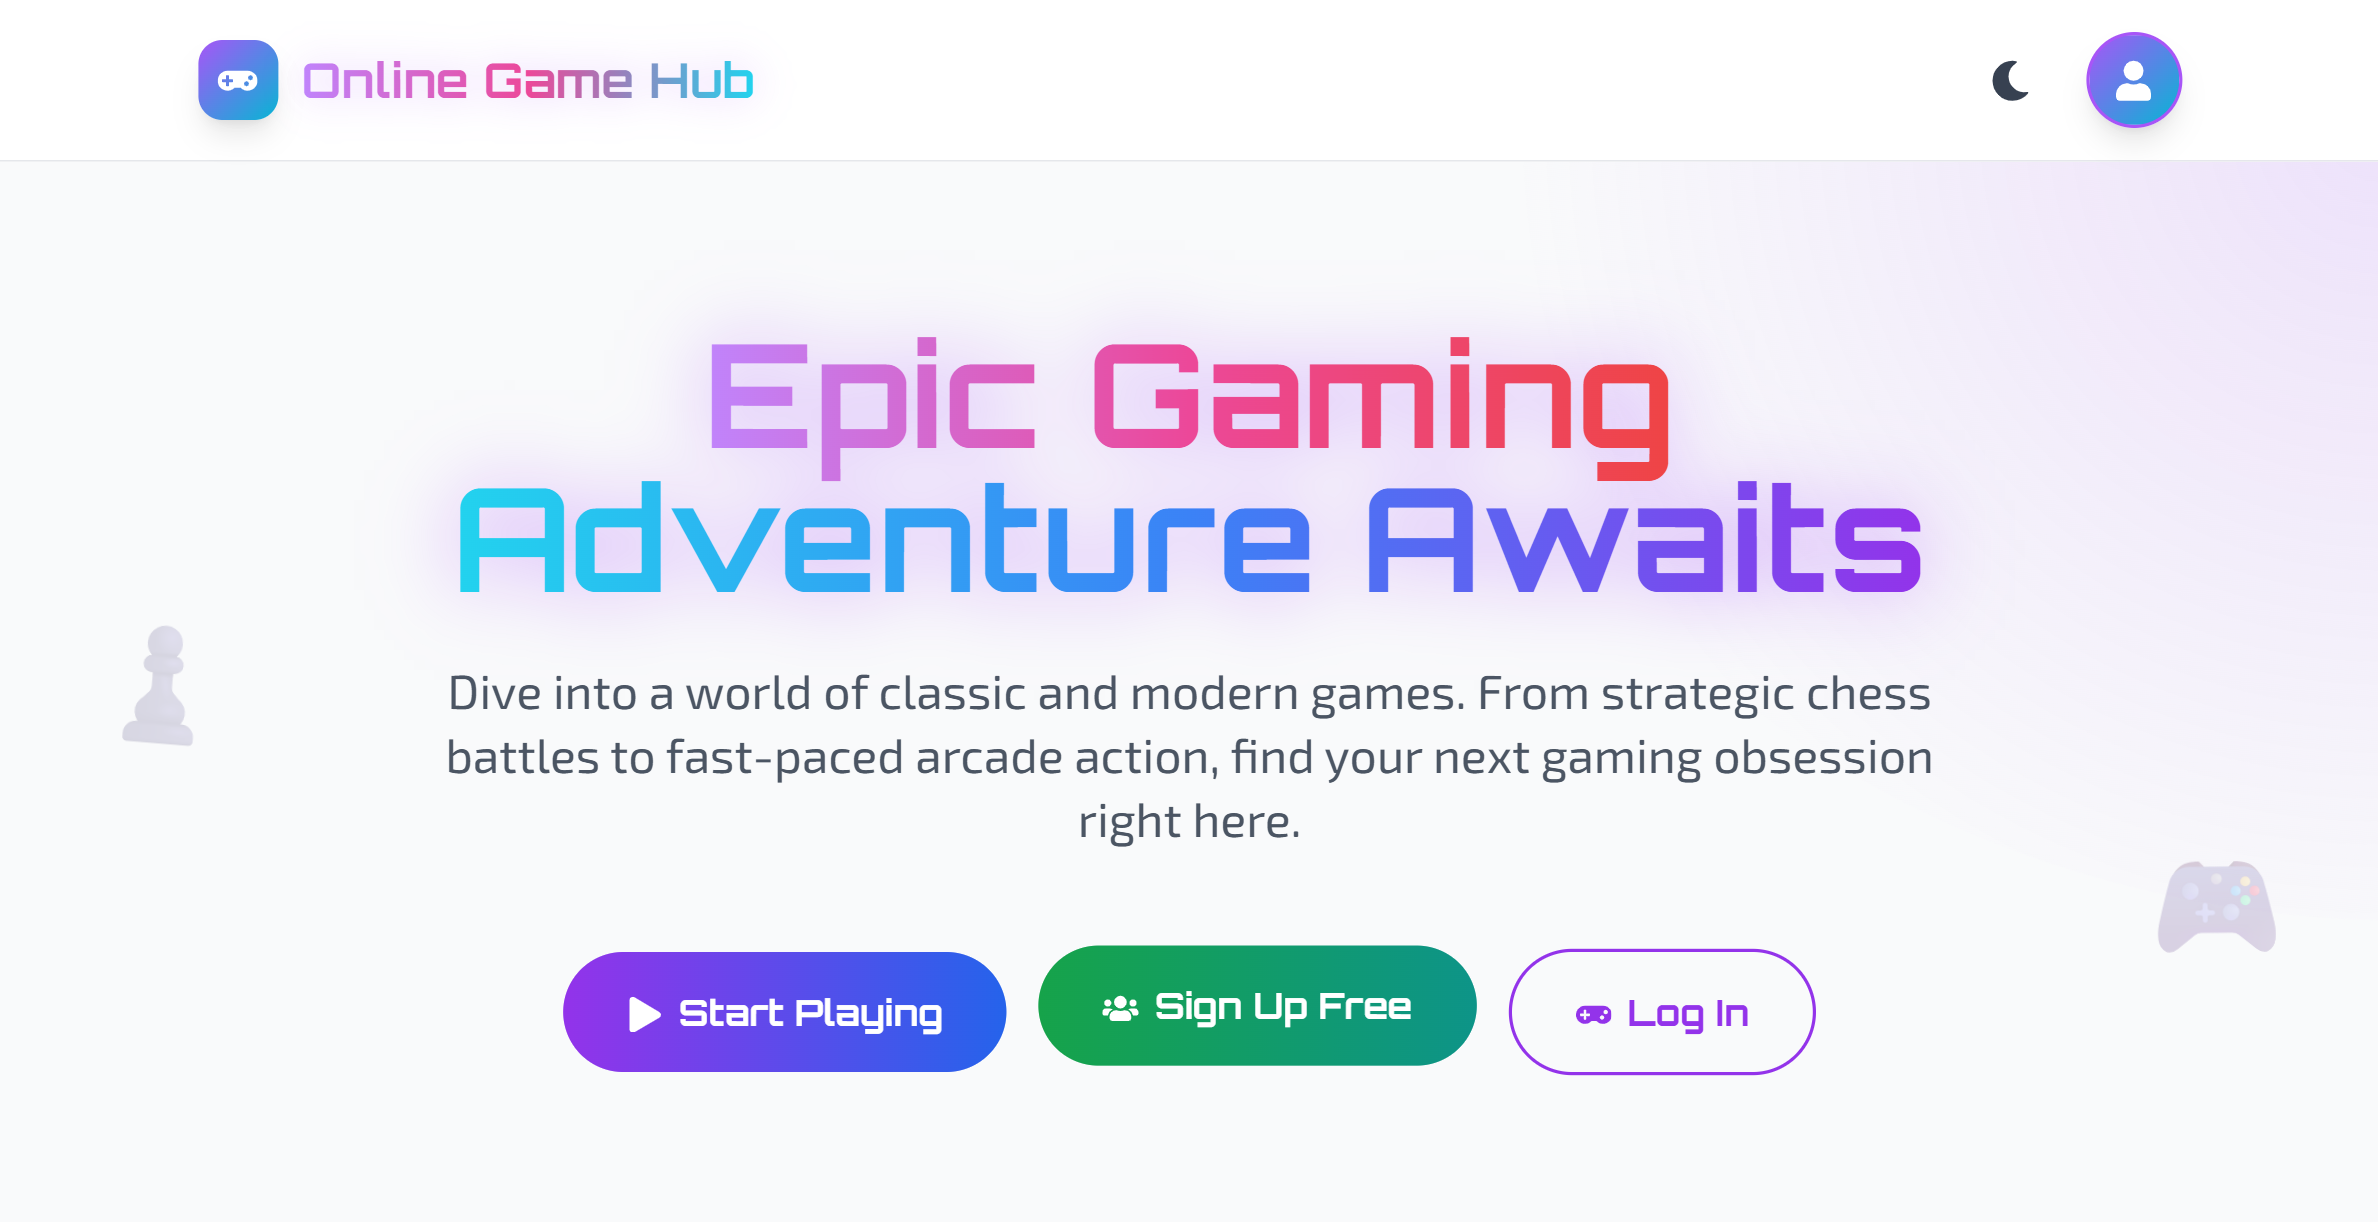 Online Game Hub
Epic Gaming
Adventure Awaits
Dive into a world of classic and modern games. From strategic chess
battles to fast-paced arcade action, find your next gaming obsession
right here.
Start Playing
Sign Up Free
Log In